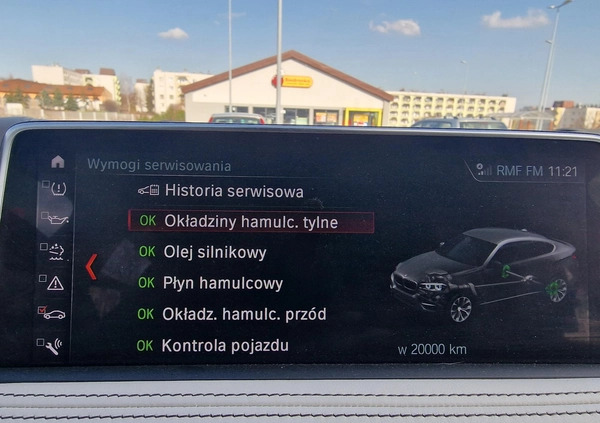 Wymogi serwisowania
RMF FM 11:21
Historia serwisowa
OK Okładziny hamulc. tylne
OK Olej silnikowy
OK Płyn hamulcowy
OK Okładz. hamulc. przód
OK Kontrola pojazdu
w 20000 km